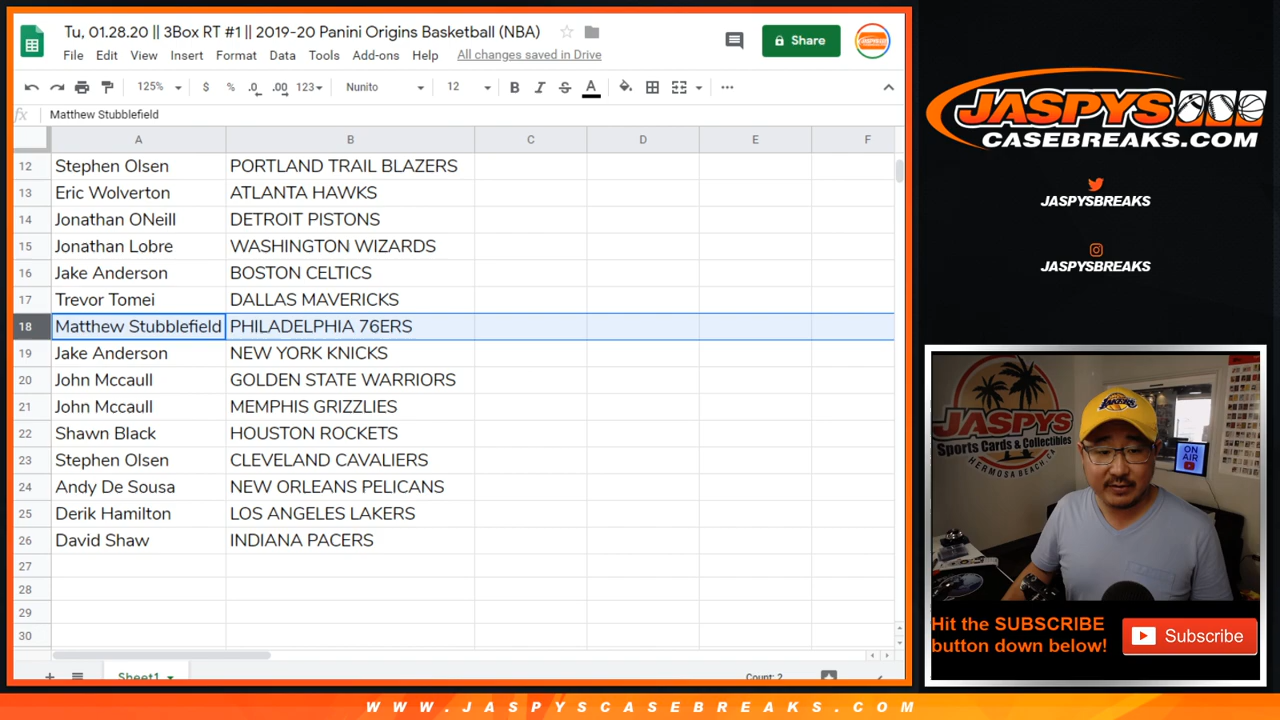 Tu, 01.28.20 || 3Box RT #1 || 2019-20 Panini Origins Basketball (NBA)
File Edit View Insert Format Data Tools Add-ons Help All changes saved in Drive
Share
125% $ % .0 .00 123 Nunito 12 B I S A
fx Matthew Stubblefield
A B C D E F
12 Stephen Olsen PORTLAND TRAIL BLAZERS
13 Eric Wolverton ATLANTA HAWKS
14 Jonathan ONeill DETROIT PISTONS
15 Jonathan Lobre WASHINGTON WIZARDS
16 Jake Anderson BOSTON CELTICS
17 Trevor Tomei DALLAS MAVERICKS
18 Matthew Stubblefield PHILADELPHIA 76ERS
19 Jake Anderson NEW YORK KNICKS
20 John Mccaull GOLDEN STATE WARRIORS
21 John Mccaull MEMPHIS GRIZZLIES
22 Shawn Black HOUSTON ROCKETS
23 Stephen Olsen CLEVELAND CAVALIERS
24 Andy De Sousa NEW ORLEANS PELICANS
25 Derik Hamilton LOS ANGELES LAKERS
26 David Shaw INDIANA PACERS
27
28
29
30
Sheet1 Count: 2
JASPYS
CASEBREAKS.COM
JASPYSBREAKS
JASPYSBREAKS
JASPYS
Sports Cards & Collectibles
HERMOSA BEACH, CA
LAKERS
ON
AIR
Hit the SUBSCRIBE
button down below!
Subscribe
WWW.JASPYSCASEBREAKS.COM